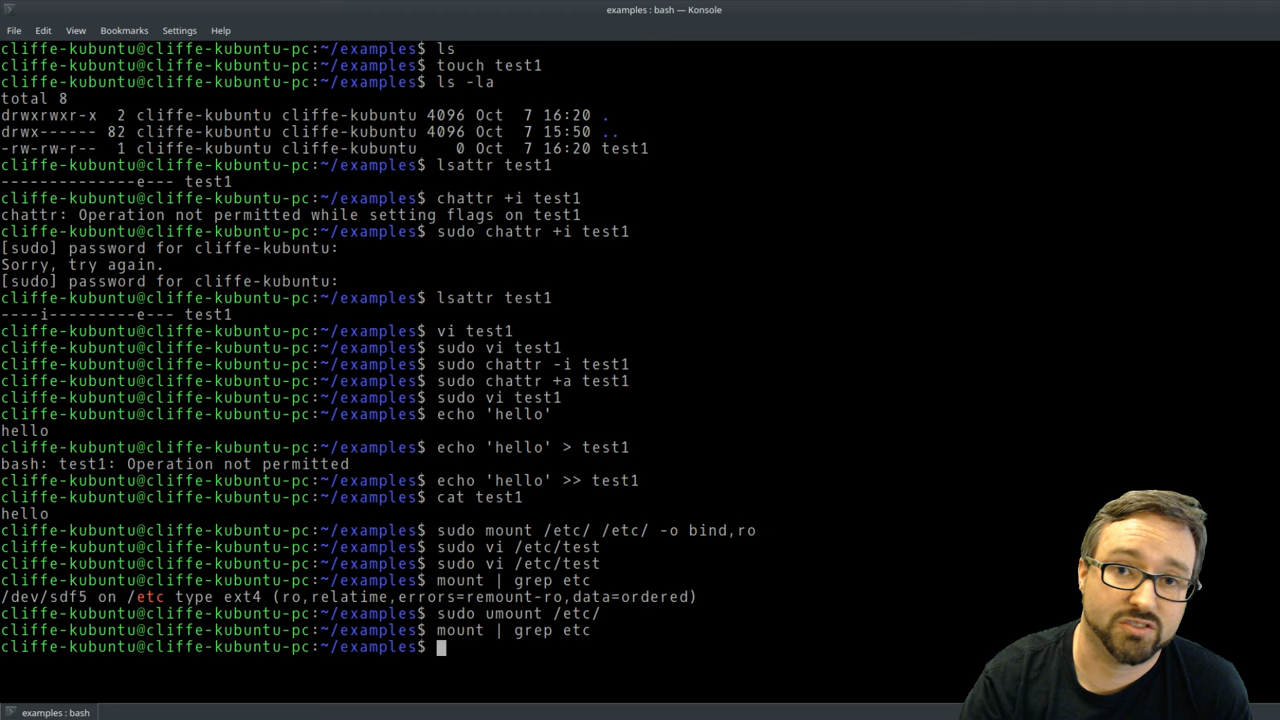 examples : bash — Konsole
File Edit View Bookmarks Settings Help
cliffe-kubuntu@cliffe-kubuntu-pc:~/examples$ ls
cliffe-kubuntu@cliffe-kubuntu-pc:~/examples$ touch test1
cliffe-kubuntu@cliffe-kubuntu-pc:~/examples$ ls -la
total 8
drwxrwxr-x  2 cliffe-kubuntu cliffe-kubuntu 4096 Oct  7 16:20 .
drwx------ 82 cliffe-kubuntu cliffe-kubuntu 4096 Oct  7 15:50 ..
-rw-rw-r--  1 cliffe-kubuntu cliffe-kubuntu    0 Oct  7 16:20 test1
cliffe-kubuntu@cliffe-kubuntu-pc:~/examples$ lsattr test1
--------------e--- test1
cliffe-kubuntu@cliffe-kubuntu-pc:~/examples$ chattr +i test1
chattr: Operation not permitted while setting flags on test1
cliffe-kubuntu@cliffe-kubuntu-pc:~/examples$ sudo chattr +i test1
[sudo] password for cliffe-kubuntu:
Sorry, try again.
[sudo] password for cliffe-kubuntu:
cliffe-kubuntu@cliffe-kubuntu-pc:~/examples$ lsattr test1
----i---------e--- test1
cliffe-kubuntu@cliffe-kubuntu-pc:~/examples$ vi test1
cliffe-kubuntu@cliffe-kubuntu-pc:~/examples$ sudo vi test1
cliffe-kubuntu@cliffe-kubuntu-pc:~/examples$ sudo chattr -i test1
cliffe-kubuntu@cliffe-kubuntu-pc:~/examples$ sudo chattr +a test1
cliffe-kubuntu@cliffe-kubuntu-pc:~/examples$ sudo vi test1
cliffe-kubuntu@cliffe-kubuntu-pc:~/examples$ echo 'hello'
hello
cliffe-kubuntu@cliffe-kubuntu-pc:~/examples$ echo 'hello' > test1
bash: test1: Operation not permitted
cliffe-kubuntu@cliffe-kubuntu-pc:~/examples$ echo 'hello' >> test1
cliffe-kubuntu@cliffe-kubuntu-pc:~/examples$ cat test1
hello
cliffe-kubuntu@cliffe-kubuntu-pc:~/examples$ sudo mount /etc/ /etc/ -o bind,ro
cliffe-kubuntu@cliffe-kubuntu-pc:~/examples$ sudo vi /etc/test
cliffe-kubuntu@cliffe-kubuntu-pc:~/examples$ sudo vi /etc/test
cliffe-kubuntu@cliffe-kubuntu-pc:~/examples$ mount | grep etc
/dev/sdf5 on /etc type ext4 (ro,relatime,errors=remount-ro,data=ordered)
cliffe-kubuntu@cliffe-kubuntu-pc:~/examples$ sudo umount /etc/
cliffe-kubuntu@cliffe-kubuntu-pc:~/examples$ mount | grep etc
cliffe-kubuntu@cliffe-kubuntu-pc:~/examples$
examples : bash